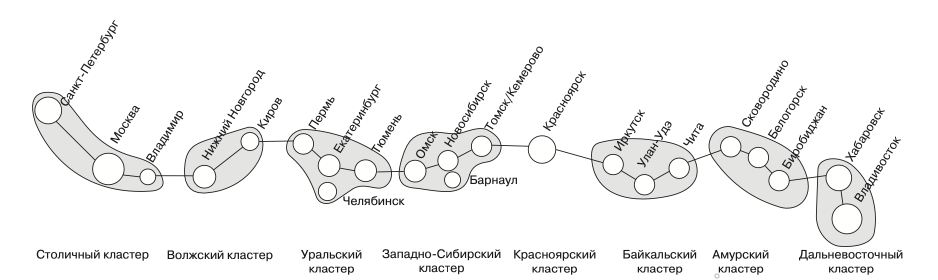 Санкт-Петербург
Москва
Владимир
Нижний Новгород
Киров
Пермь
Екатеринбург
Тюмень
Челябинск
Омск
Новосибирск
Томск/Кемерово
Барнаул
Красноярск
Иркутск
Улан-Удэ
Чита
Сковородино
Белогорск
Биробиджан
Хабаровск
Владивосток
Столичный кластер
Волжский кластер
Уральский
кластер
Западно-Сибирский
кластер
Красноярский
кластер
Байкальский
кластер
Амурский
кластер
Дальневосточный
кластер